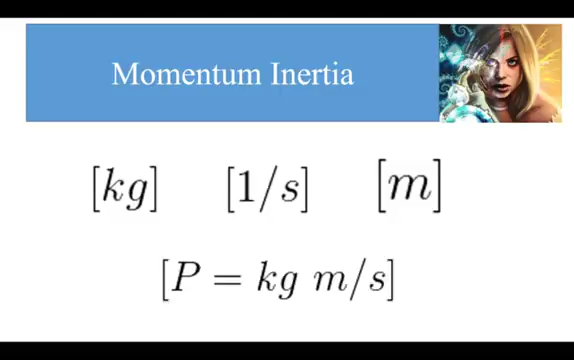 Momentum Inertia
[kg] [1/s] [m]
[P = kg m/s]